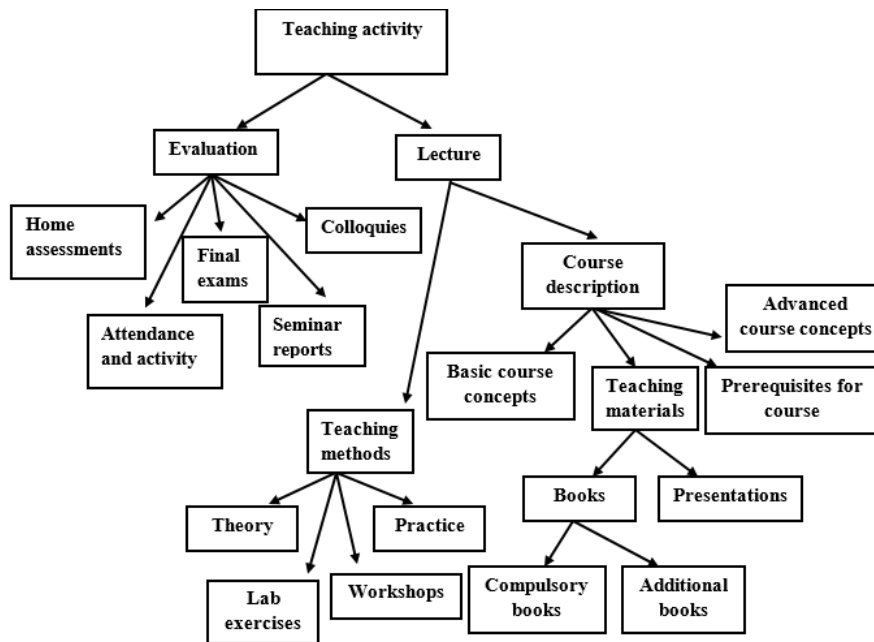 Teaching activity
Evaluation
Lecture
Home
assessments
Final
exams
Colloquies
Attendance
and activity
Seminar
reports
Course
description
Advanced
course concepts
Basic course
concepts
Teaching
materials
Prerequisites for
course
Teaching
methods
Books
Presentations
Theory
Practice
Lab
exercises
Workshops
Compulsory
books
Additional
books